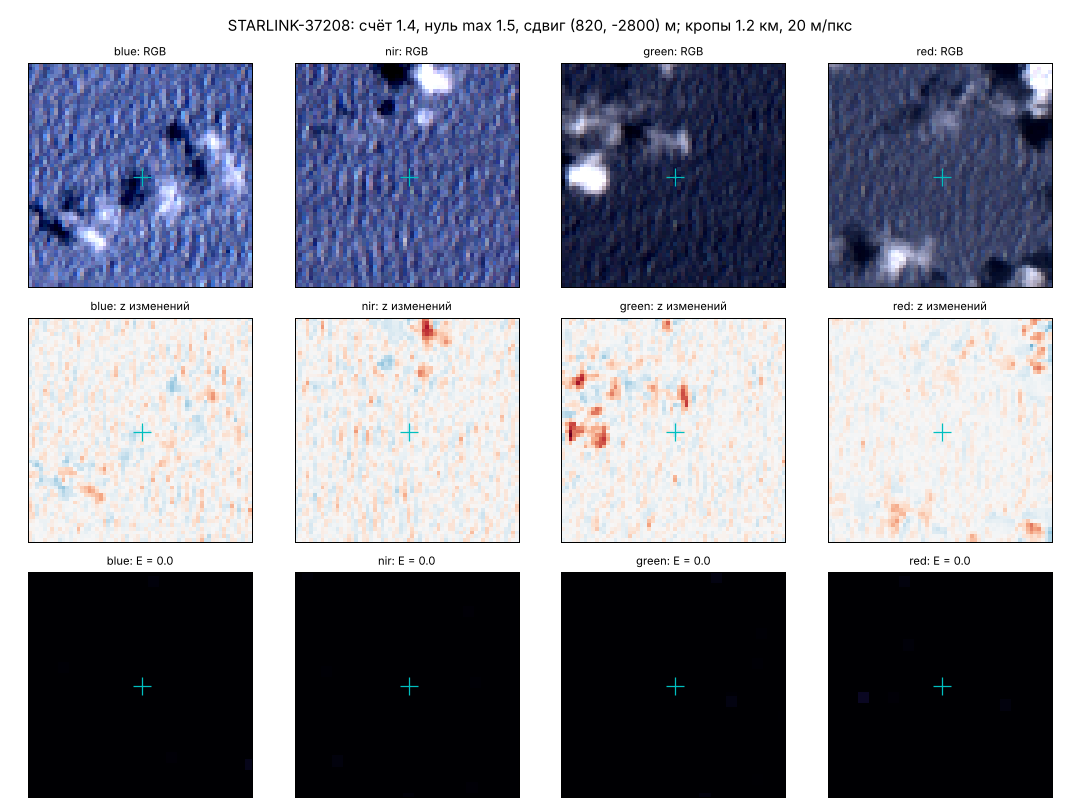 STARLINK-37208: счёт 1.4, нуль max 1.5, сдвиг (820, -2800) м; кропы 1.2 км, 20 м/пкс
blue: RGB
nir: RGB
green: RGB
red: RGB
blue: z изменений
nir: z изменений
green: z изменений
red: z изменений
blue: E = 0.0
nir: E = 0.0
green: E = 0.0
red: E = 0.0